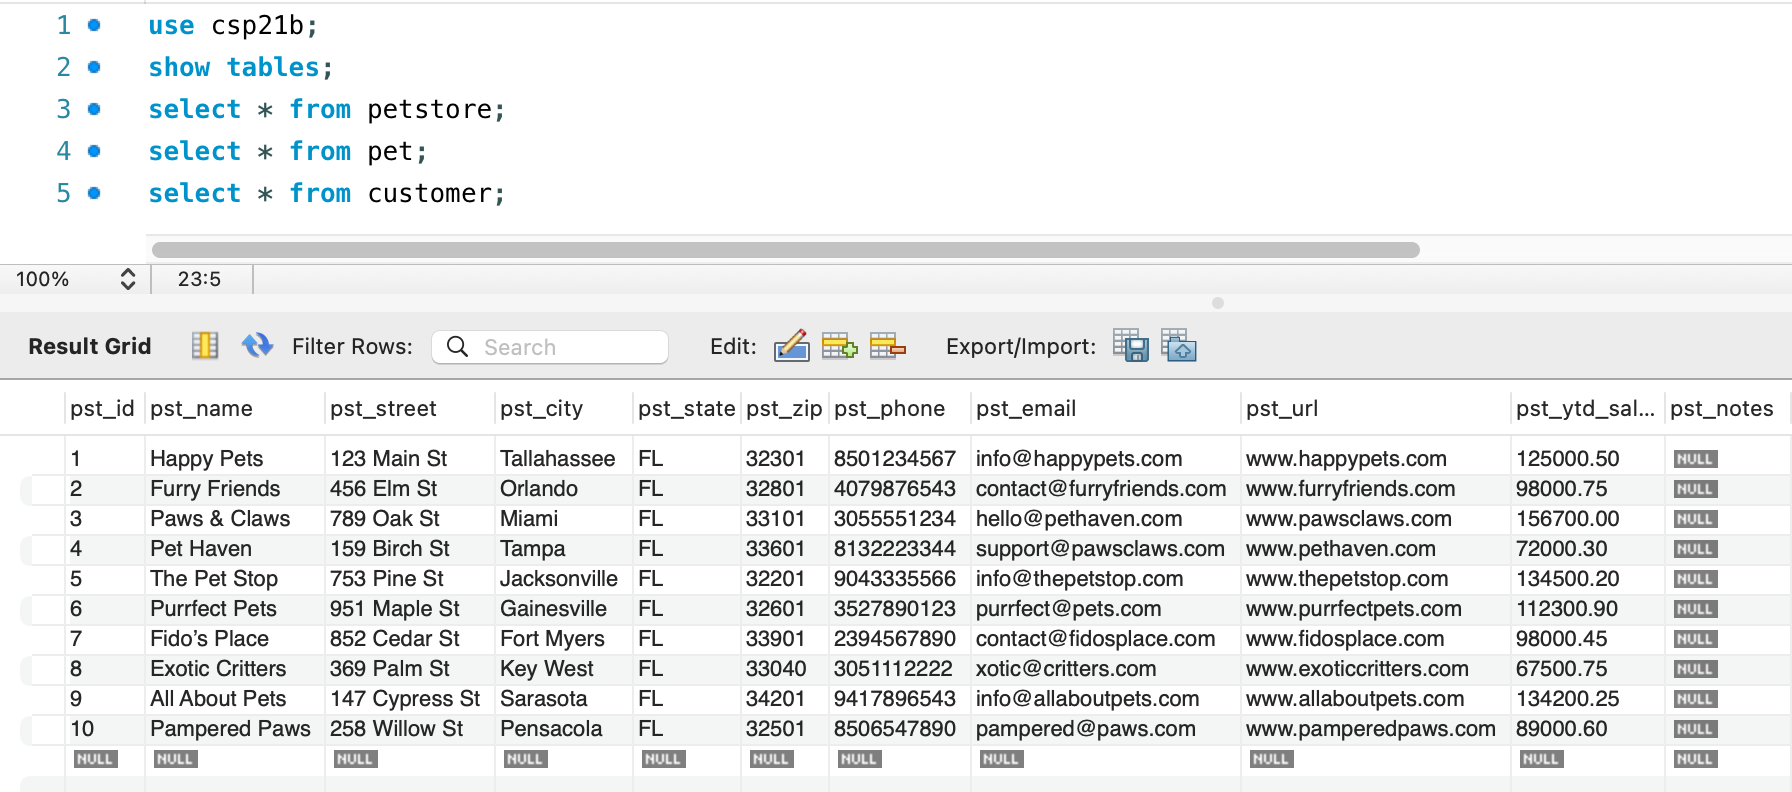 1 use csp21b;
2 show tables;
3 select * from petstore;
4 select * from pet;
5 select * from customer;
100% 23:5
Result Grid Filter Rows: Search Edit: Export/Import:
pst_id pst_name pst_street pst_city pst_state pst_zip pst_phone pst_email pst_url pst_ytd_sal... pst_notes
1 Happy Pets 123 Main St Tallahassee FL 32301 8501234567 info@happypets.com www.happypets.com 125000.50 NULL
2 Furry Friends 456 Elm St Orlando FL 32801 4079876543 contact@furryfriends.com www.furryfriends.com 98000.75 NULL
3 Paws & Claws 789 Oak St Miami FL 33101 3055551234 hello@pethaven.com www.pawsclaws.com 156700.00 NULL
4 Pet Haven 159 Birch St Tampa FL 33601 8132223344 support@pawsclaws.com www.pethaven.com 72000.30 NULL
5 The Pet Stop 753 Pine St Jacksonville FL 32201 9043335566 info@thepetstop.com www.thepetstop.com 134500.20 NULL
6 Purrfect Pets 951 Maple St Gainesville FL 32601 3527890123 purrfect@pets.com www.purrfectpets.com 112300.90 NULL
7 Fido’s Place 852 Cedar St Fort Myers FL 33901 2394567890 contact@fidosplace.com www.fidosplace.com 98000.45 NULL
8 Exotic Critters 369 Palm St Key West FL 33040 3051112222 xotic@critters.com www.exoticcritters.com 67500.75 NULL
9 All About Pets 147 Cypress St Sarasota FL 34201 9417896543 info@allaboutpets.com www.allaboutpets.com 134200.25 NULL
10 Pampered Paws 258 Willow St Pensacola FL 32501 8506547890 pampered@paws.com www.pamperedpaws.com 89000.60 NULL
NULL NULL NULL NULL NULL NULL NULL NULL NULL NULL NULL